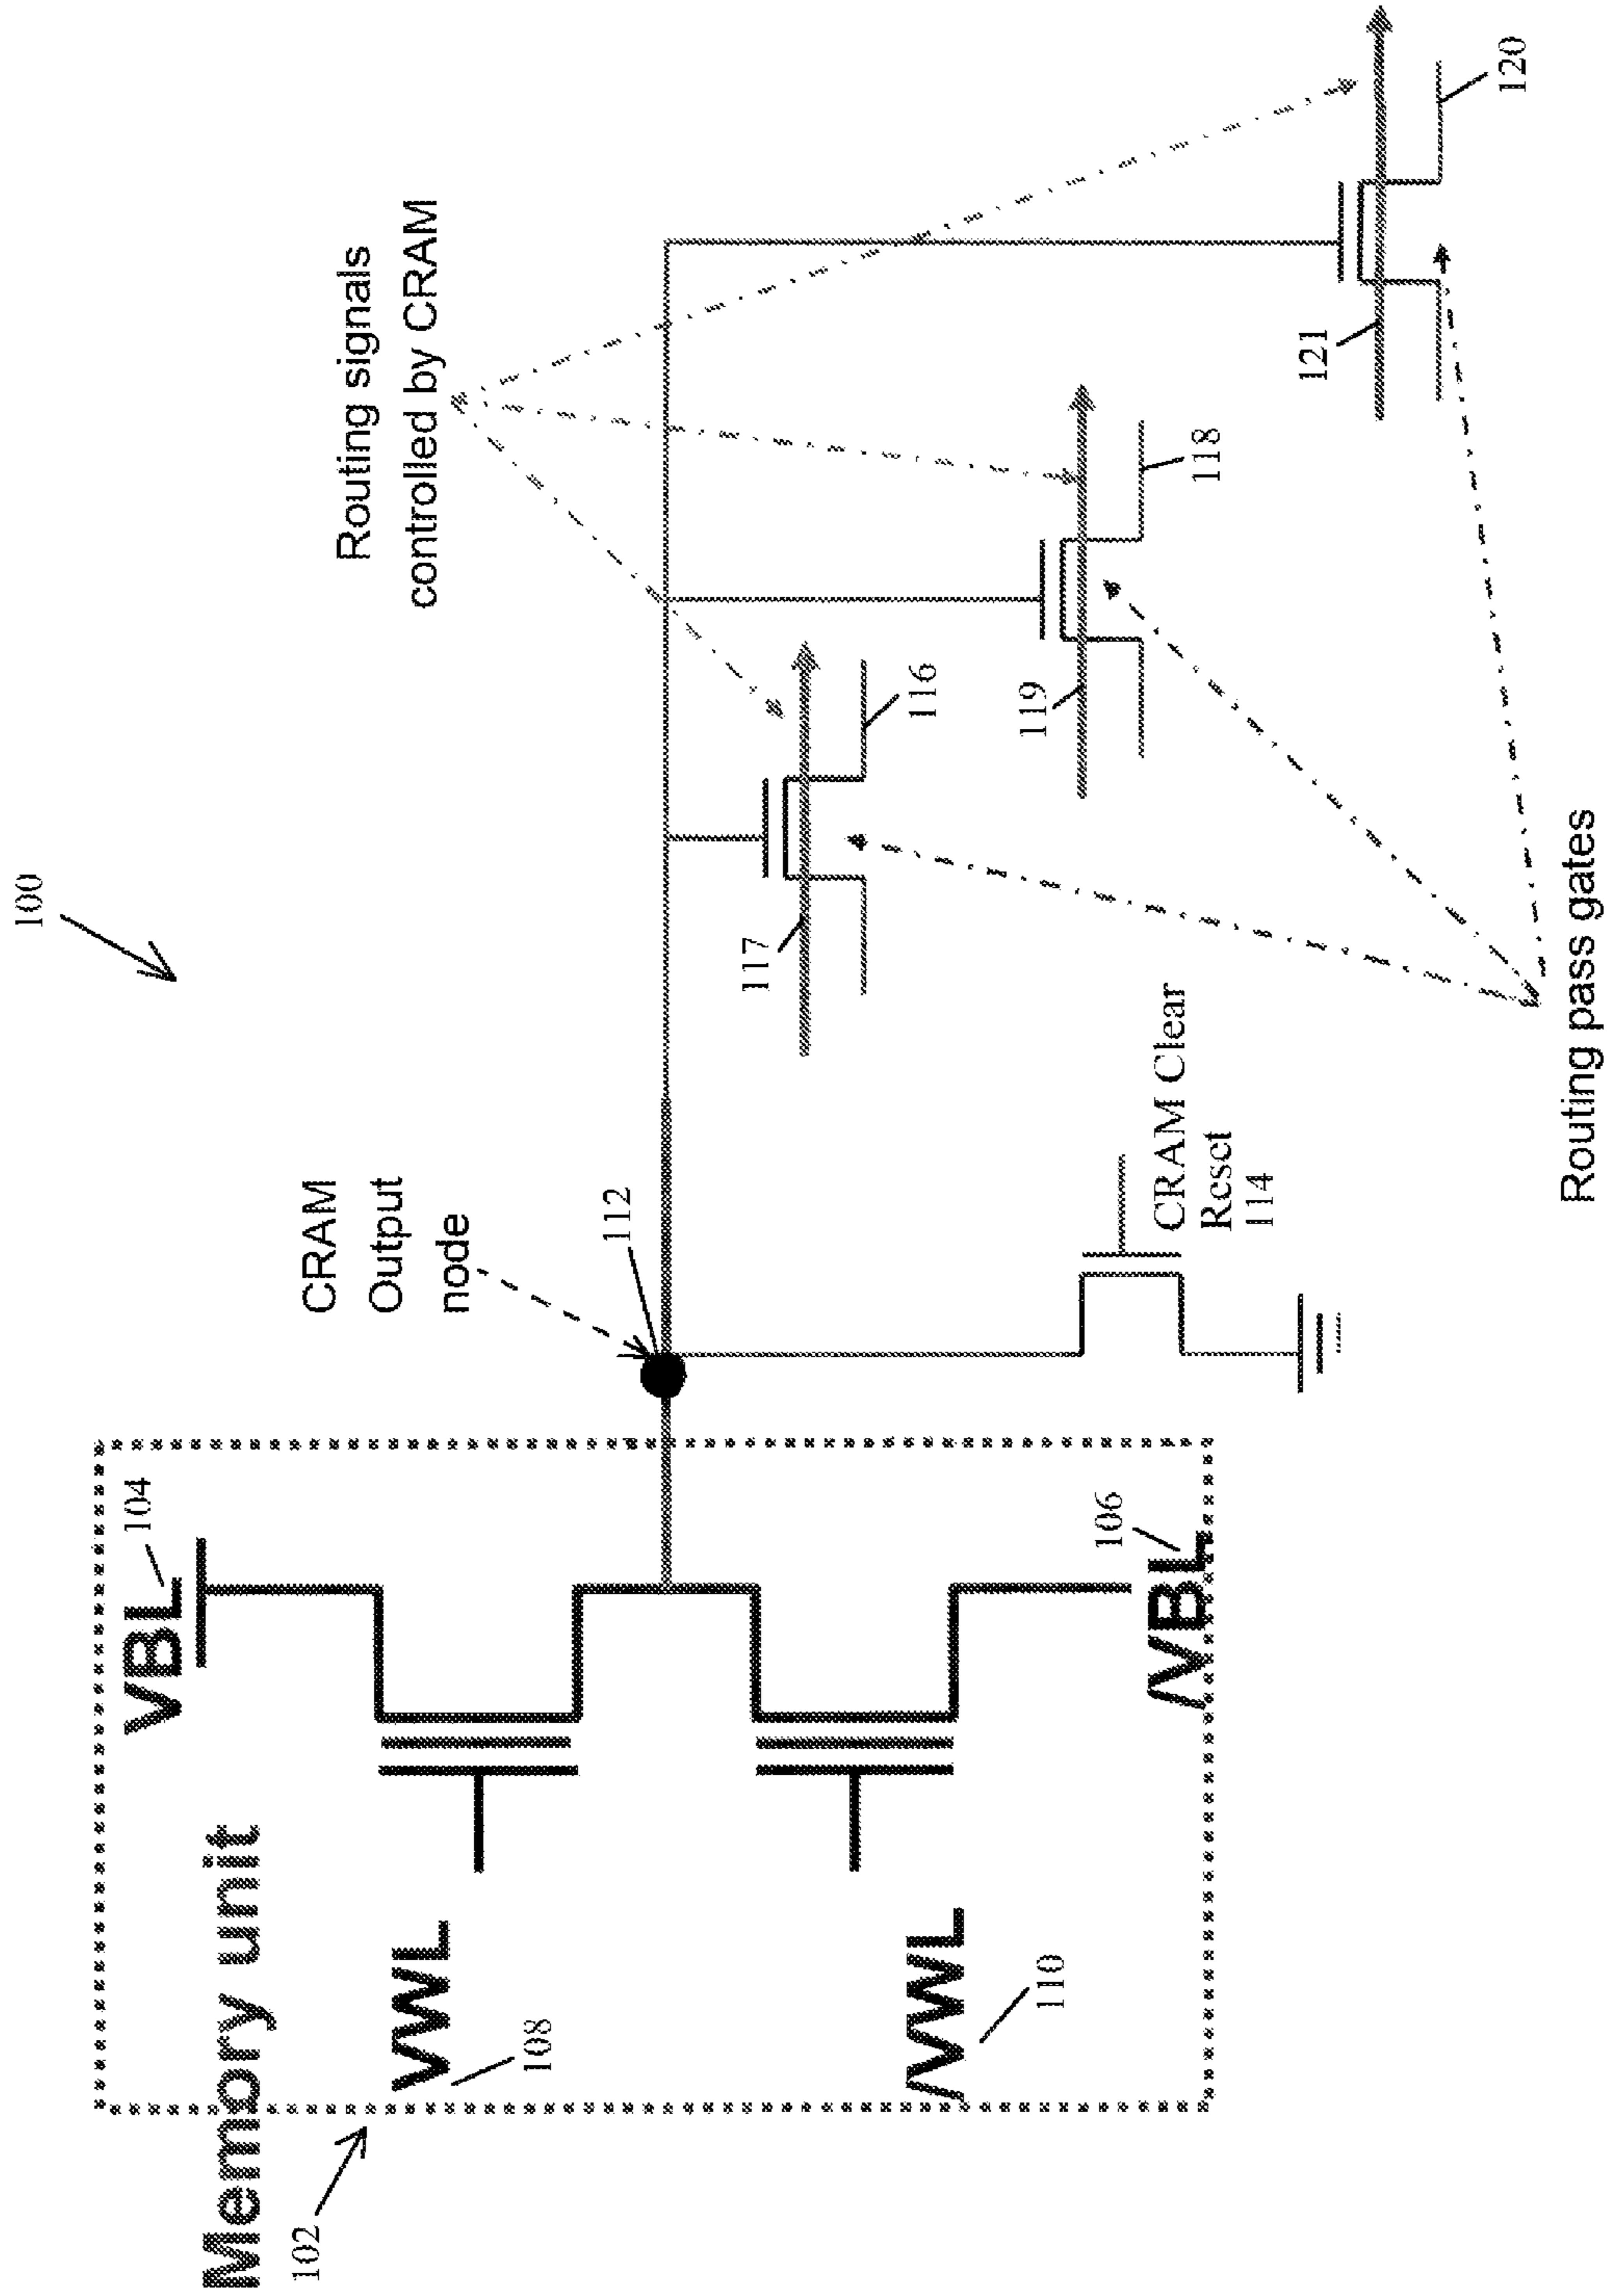 100
Memory unit
102
VBL
104
VWL
108
/VWL
110
/VBL
106
CRAM
Output
node
112
CRAM Clear
Reset
114
Routing signals
controlled by CRAM
117
116
119
118
121
120
Routing pass gates